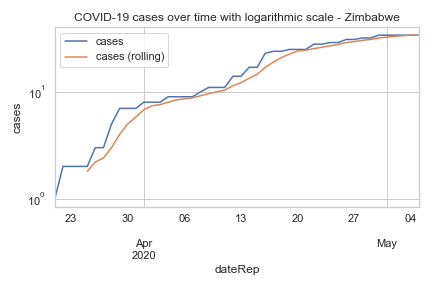 COVID-19 cases over time with logarithmic scale - Zimbabwe
cases
cases (rolling)
cases
10¹
10⁰
23 30 06 13 20 27 04
Apr May
2020
dateRep